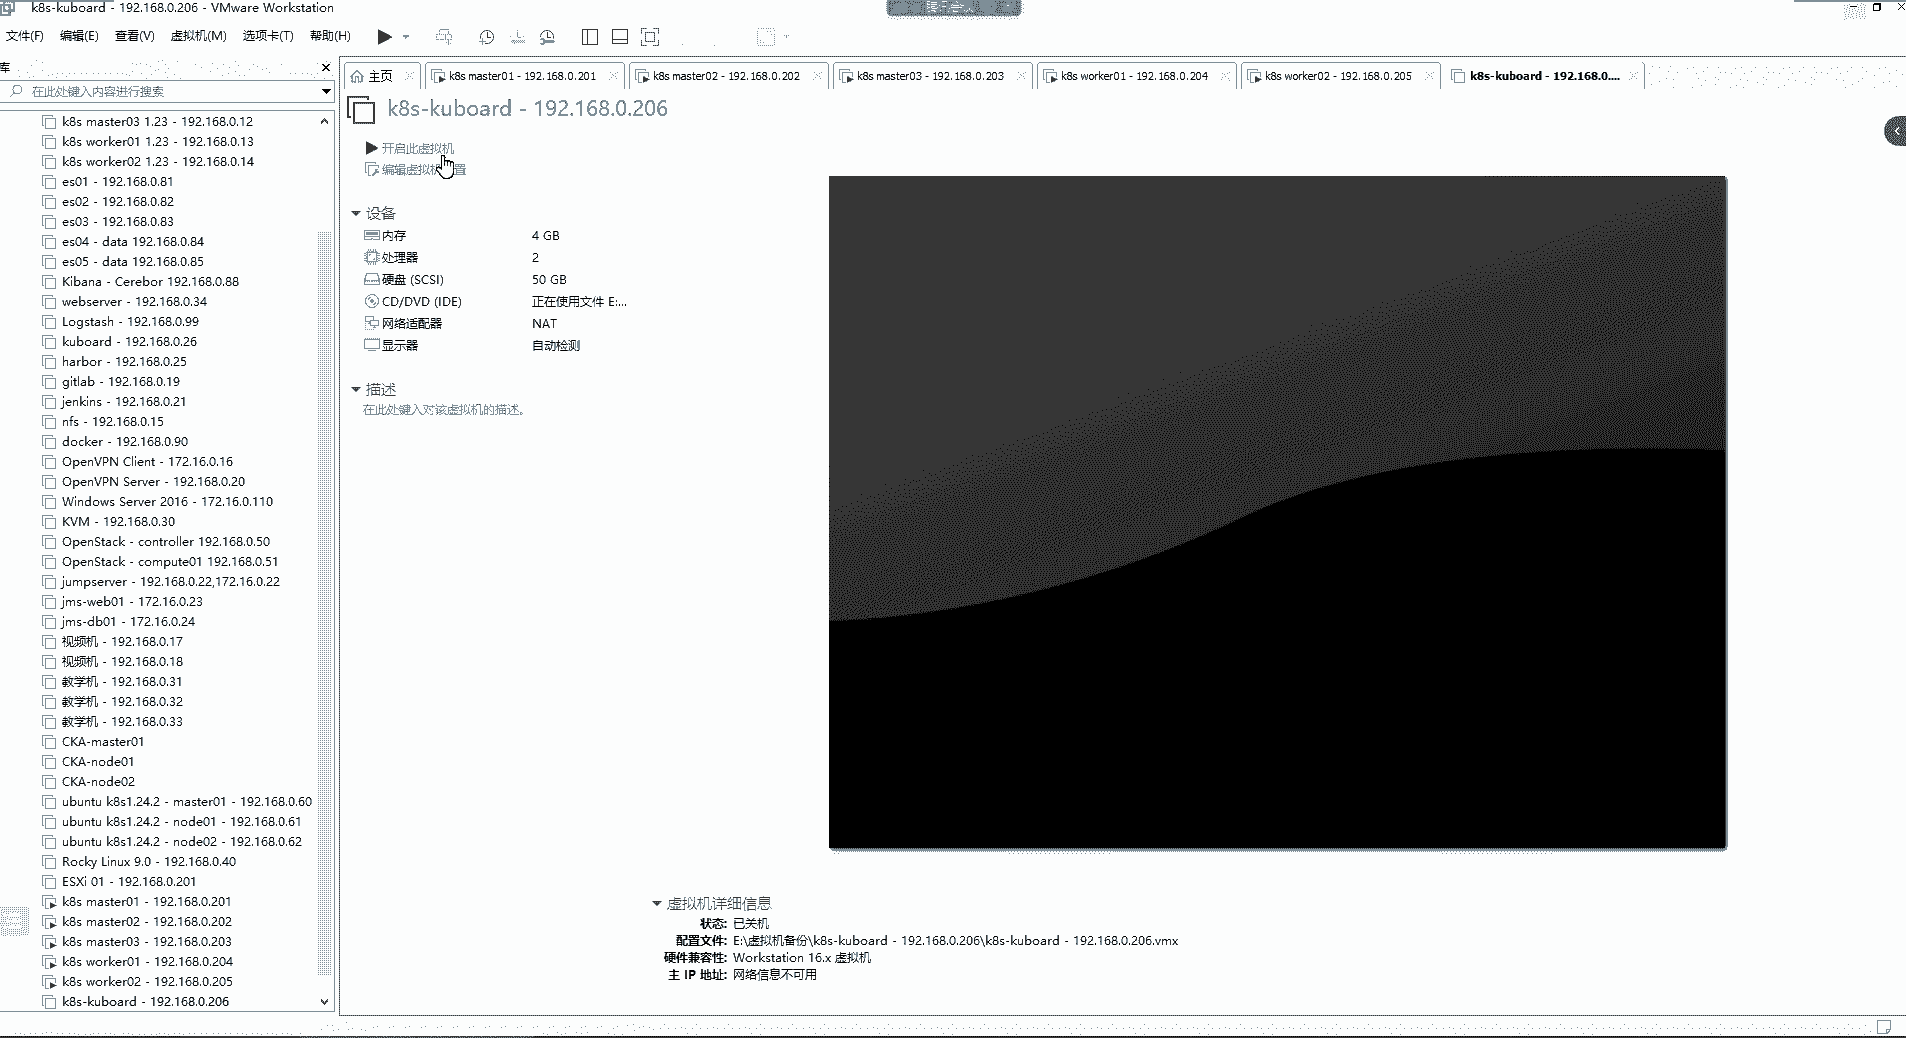 k8s-kuboard - 192.168.0.206 - VMware Workstation
文件(F) 编辑(E) 查看(V) 虚拟机(M) 选项卡(T) 帮助(H)
库
在此处键入内容进行搜索
k8s master03 1.23 - 192.168.0.12
k8s worker01 1.23 - 192.168.0.13
k8s worker02 1.23 - 192.168.0.14
es01 - 192.168.0.81
es02 - 192.168.0.82
es03 - 192.168.0.83
es04 - data 192.168.0.84
es05 - data 192.168.0.85
Kibana - Cerebor 192.168.0.88
webserver - 192.168.0.34
Logstash - 192.168.0.99
kuboard - 192.168.0.26
harbor - 192.168.0.25
gitlab - 192.168.0.19
jenkins - 192.168.0.21
nfs - 192.168.0.15
docker - 192.168.0.90
OpenVPN Client - 172.16.0.16
OpenVPN Server - 192.168.0.20
Windows Server 2016 - 172.16.0.110
KVM - 192.168.0.30
OpenStack - controller 192.168.0.50
OpenStack - compute01 192.168.0.51
jumpserver - 192.168.0.22,172.16.0.22
jms-web01 - 172.16.0.23
jms-db01 - 172.16.0.24
视频机 - 192.168.0.17
视频机 - 192.168.0.18
教学机 - 192.168.0.31
教学机 - 192.168.0.32
教学机 - 192.168.0.33
CKA-master01
CKA-node01
CKA-node02
ubuntu k8s1.24.2 - master01 - 192.168.0.60
ubuntu k8s1.24.2 - node01 - 192.168.0.61
ubuntu k8s1.24.2 - node02 - 192.168.0.62
Rocky Linux 9.0 - 192.168.0.40
ESXi 01 - 192.168.0.201
k8s master01 - 192.168.0.201
k8s master02 - 192.168.0.202
k8s master03 - 192.168.0.203
k8s worker01 - 192.168.0.204
k8s worker02 - 192.168.0.205
k8s-kuboard - 192.168.0.206
主页 k8s master01 - 192.168.0.201 k8s master02 - 192.168.0.202 k8s master03 - 192.168.0.203 k8s worker01 - 192.168.0.204 k8s worker02 - 192.168.0.205 k8s-kuboard - 192.168.0....
k8s-kuboard - 192.168.0.206
开启此虚拟机
编辑虚拟机 置
设备
内存 4 GB
处理器 2
硬盘 (SCSI) 50 GB
CD/DVD (IDE) 正在使用文件 E:...
网络适配器 NAT
显示器 自动检测
描述
在此处键入对该虚拟机的描述。
虚拟机详细信息
状态: 已关机
配置文件: E:\虚拟机备份\k8s-kuboard - 192.168.0.206\k8s-kuboard - 192.168.0.206.vmx
硬件兼容性: Workstation 16.x 虚拟机
主 IP 地址: 网络信息不可用